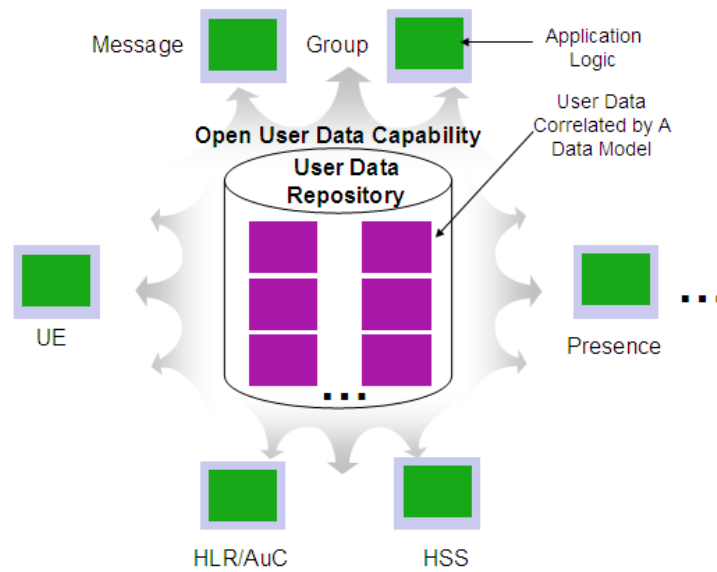 Message
Group
Application
Logic
User Data
Correlated by A
Data Model
Open User Data Capability
User Data
Repository
...
UE
Presence
...
HLR/AuC
HSS